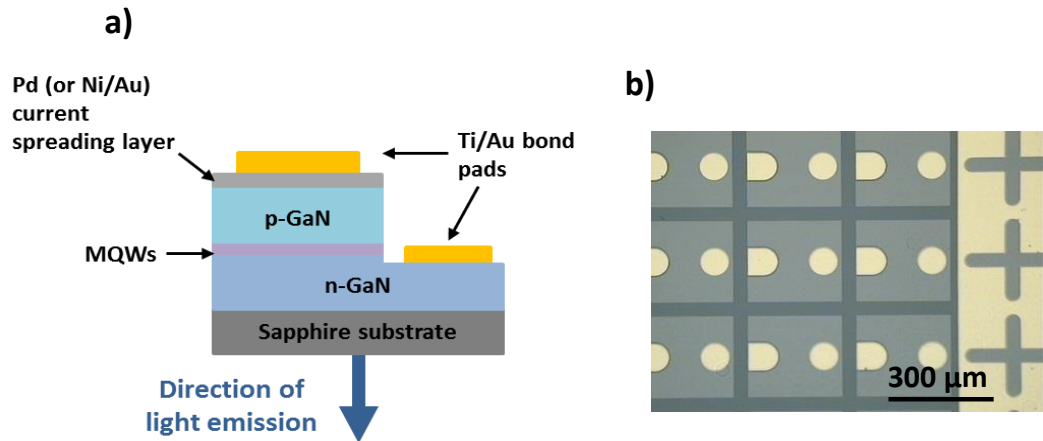 a)
Pd (or Ni/Au)
current
spreading layer
Ti/Au bond
pads
p-GaN
MQWs
n-GaN
Sapphire substrate
Direction of
light emission
b)
300 µm